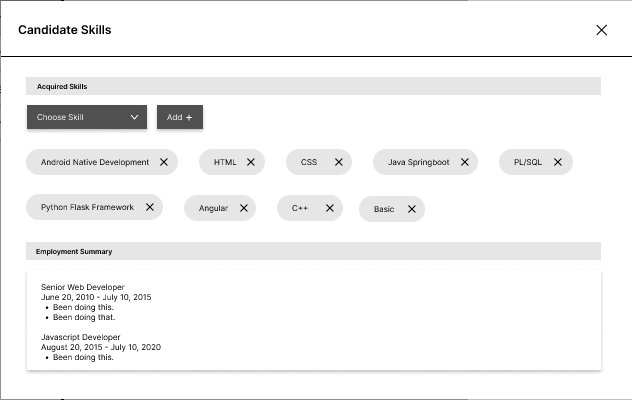 Candidate Skills
Acquired Skills
Choose Skill Add +
Android Native Development HTML CSS Java Springboot PL/SQL
Python Flask Framework Angular C++ Basic
Employment Summary
Senior Web Developer
June 20, 2010 - July 10, 2015
• Been doing this.
• Been doing that.
Javascript Developer
August 20, 2015 - July 10, 2020
• Been doing this.